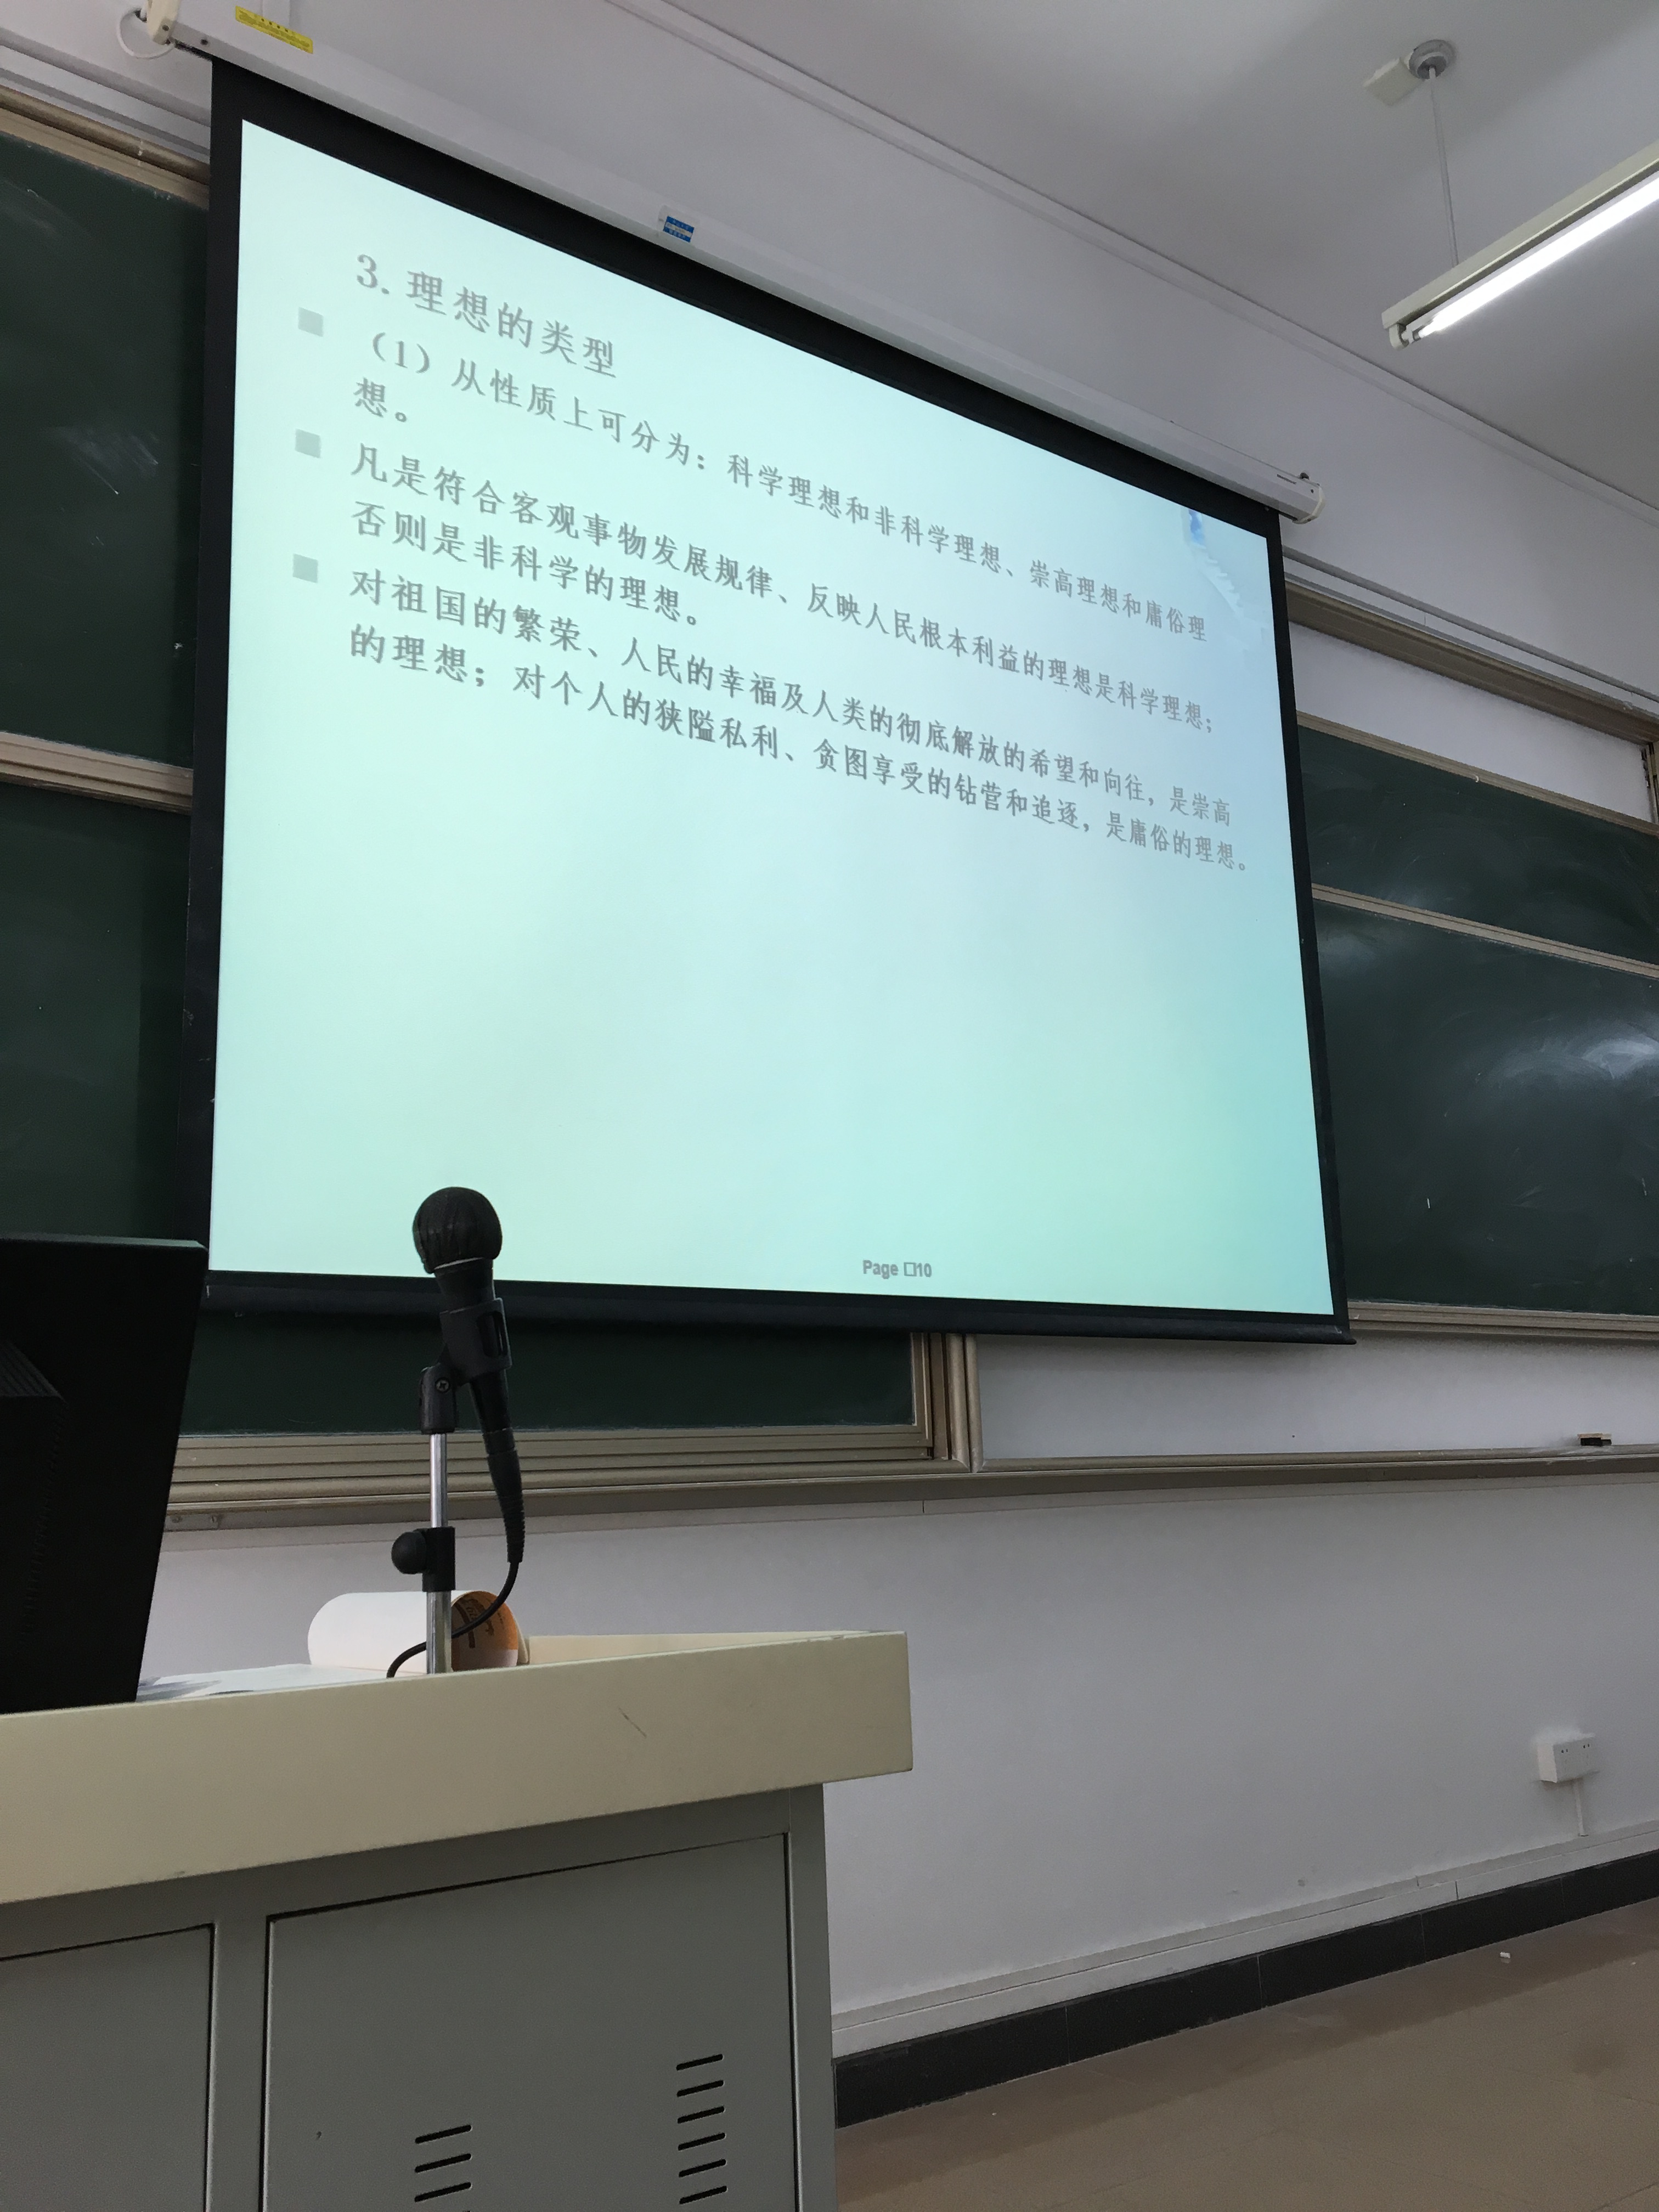 3. 理想的类型
（1）从性质上可分为：科学理想和非科学理想、崇高理想和庸俗理
想。
凡是符合客观事物发展规律、反映人民根本利益的理想是科学理想；
否则是非科学的理想。
对祖国的繁荣、人民的幸福及人类的彻底解放的希望和向往，是崇高
的理想；对个人的狭隘私利、贪图享受的钻营和追逐，是庸俗的理想。
Page □10